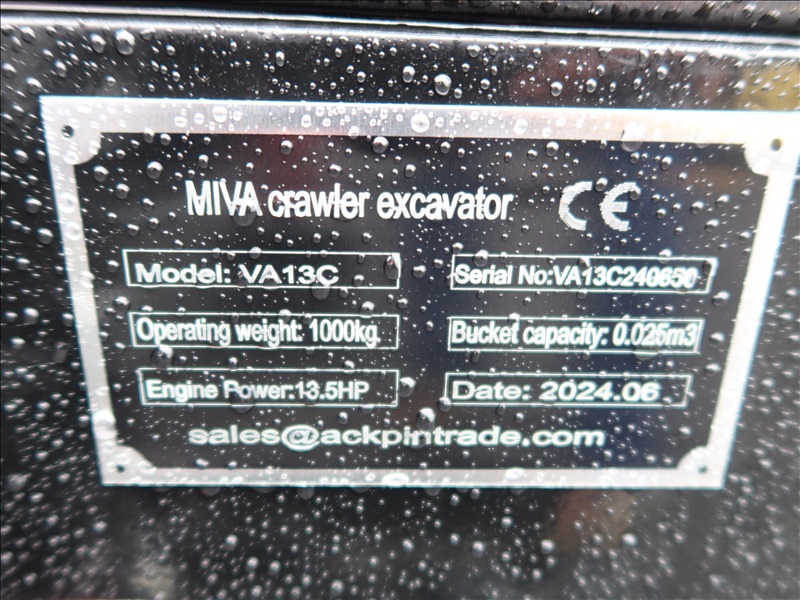 MIVA crawler excavator CE
Model: VA13C
Serial No:VA13C240650
Operating weight: 1000kg
Bucket capacity: 0.025m3
Engine Power:13.5HP
Date: 2024.06
sales@ackpintrade.com